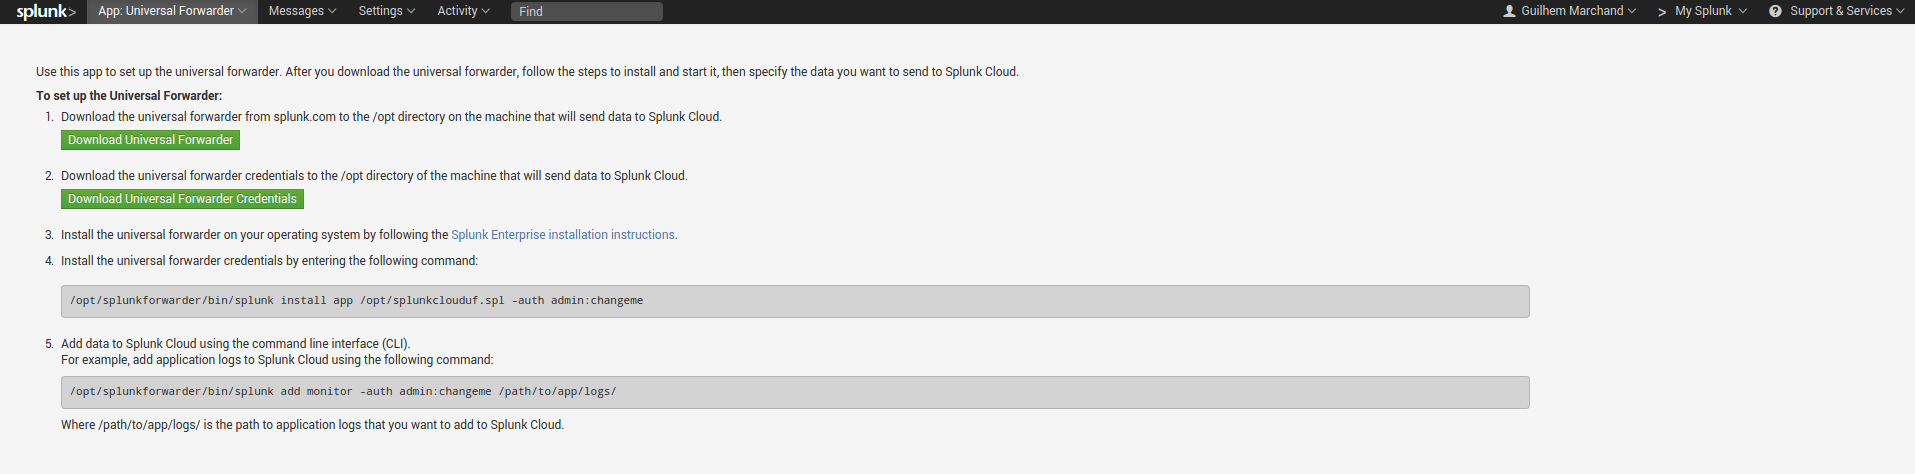 splunk> App: Universal Forwarder Messages Settings Activity Find Guilhem Marchand > My Splunk ? Support & Services
Use this app to set up the universal forwarder. After you download the universal forwarder, follow the steps to install and start it, then specify the data you want to send to Splunk Cloud.
To set up the Universal Forwarder:
1. Download the universal forwarder from splunk.com to the /opt directory on the machine that will send data to Splunk Cloud.
Download Universal Forwarder
2. Download the universal forwarder credentials to the /opt directory of the machine that will send data to Splunk Cloud.
Download Universal Forwarder Credentials
3. Install the universal forwarder on your operating system by following the Splunk Enterprise installation instructions.
4. Install the universal forwarder credentials by entering the following command:
/opt/splunkforwarder/bin/splunk install app /opt/splunkclouduf.spl -auth admin:changeme
5. Add data to Splunk Cloud using the command line interface (CLI).
For example, add application logs to Splunk Cloud using the following command:
/opt/splunkforwarder/bin/splunk add monitor -auth admin:changeme /path/to/app/logs/
Where /path/to/app/logs/ is the path to application logs that you want to add to Splunk Cloud.